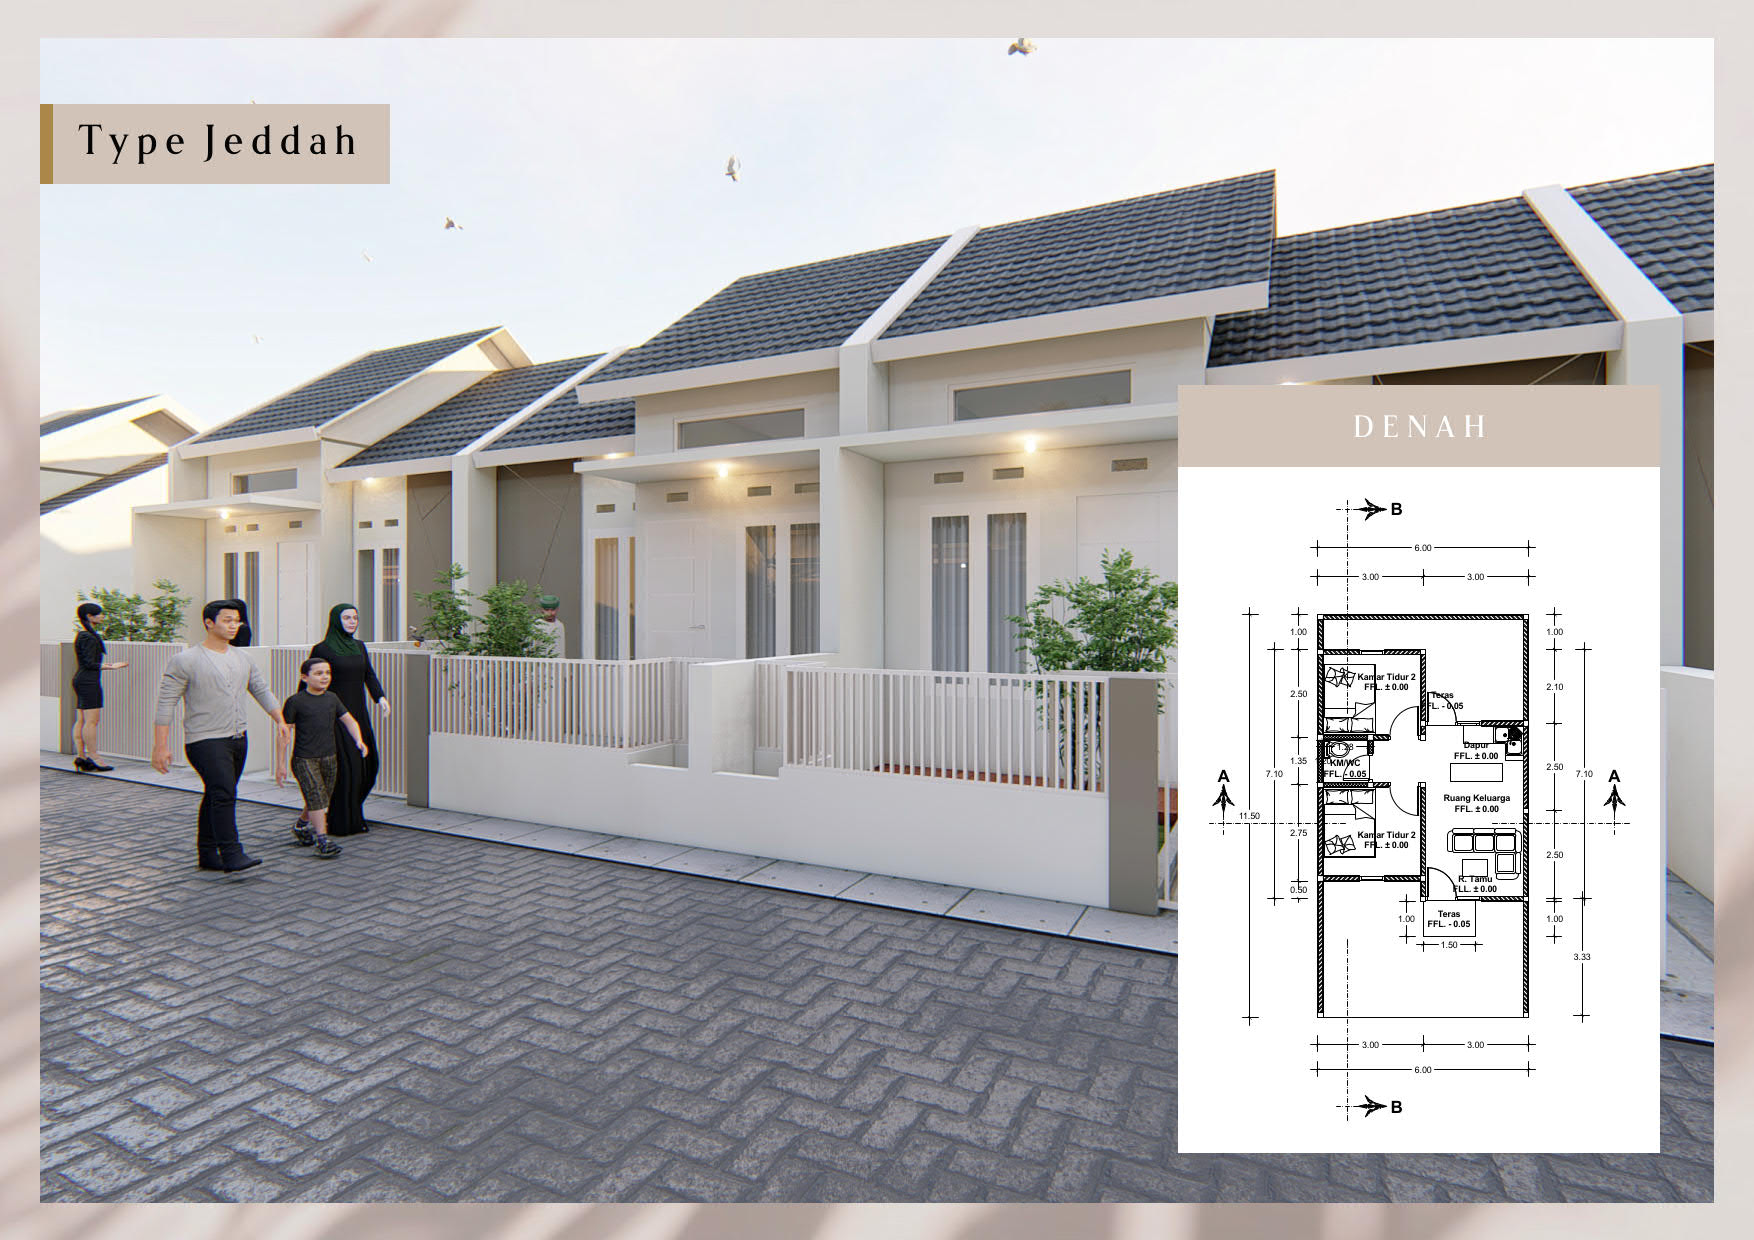 Type Jeddah
DENAH
B
6.00
3.00 3.00
1.00 1.00
Kamar Tidur 2
FFL. ± 0.00
2.50 2.10
Teras
FL. - 0.05
1.28
Dapur
FFL. ± 0.00
1.35 KM/WC 2.50
FFL. - 0.05
7.10 7.10
A A
Ruang Keluarga
FFL. ± 0.00
11.50
2.75 Kamar Tidur 2
FFL. ± 0.00
2.50
R. Tamu
FLL. ± 0.00
0.50
Teras
FFL. - 0.05
1.00 1.00
1.50
3.33
3.00 3.00
6.00
B